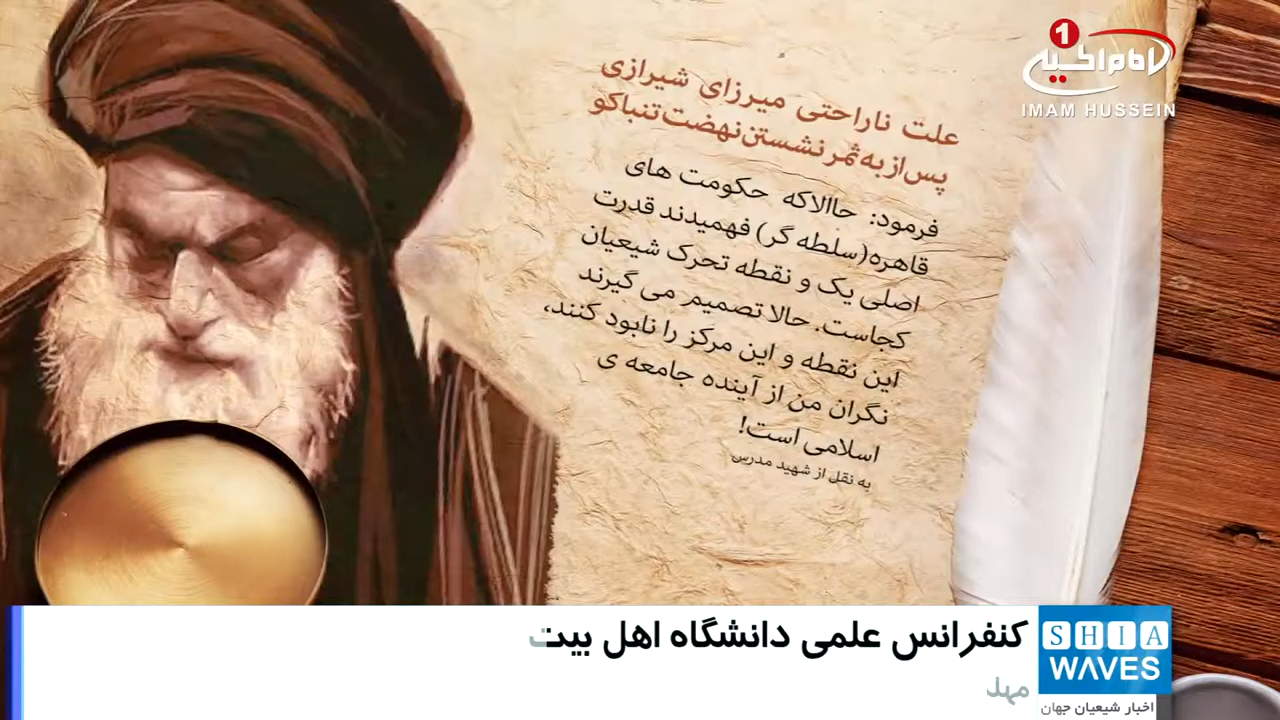 1
امام حسین
IMAM HUSSEIN
علت ناراحتی میرزای شیرازی
پس از به ثمر نشستن نهضت تنباکو
فرمود: حاالاکه حکومت های
قاهره(سلطه گر) فهمیدند قدرت
اصلی یک و نقطه تحرک شیعیان
کجاست. حالا تصمیم می گیرند
این نقطه و این مرکز را نابود کنند،
نگران من از آینده جامعه ی
اسلامی است!
به نقل از شهید مدرس
کنفرانس علمی دانشگاه اهل بیت
SHIA
WAVES
اخبار شیعیان جهان